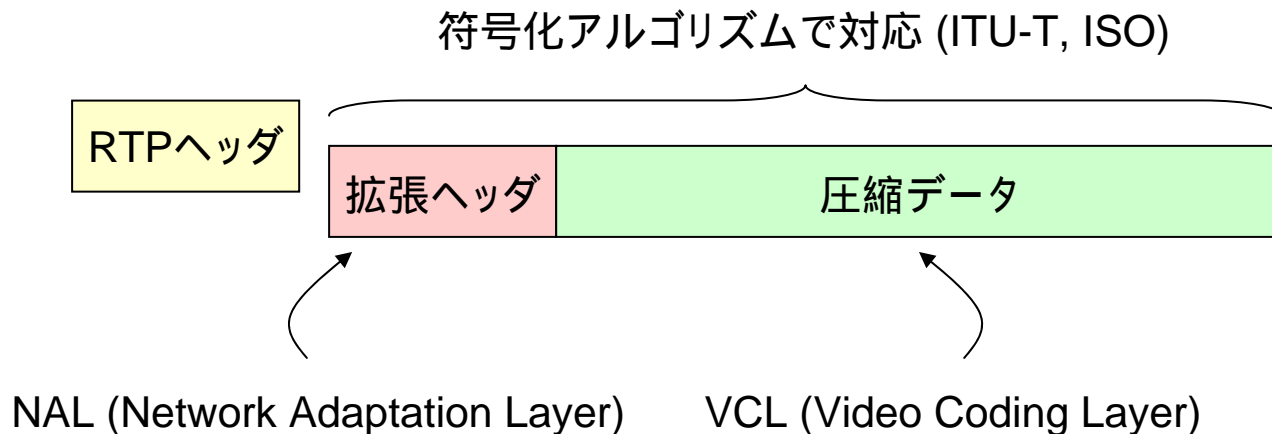 符号化アルゴリズムで対応 (ITU-T, ISO)
RTPヘッダ
拡張ヘッダ
圧縮データ
NAL (Network Adaptation Layer)
VCL (Video Coding Layer)